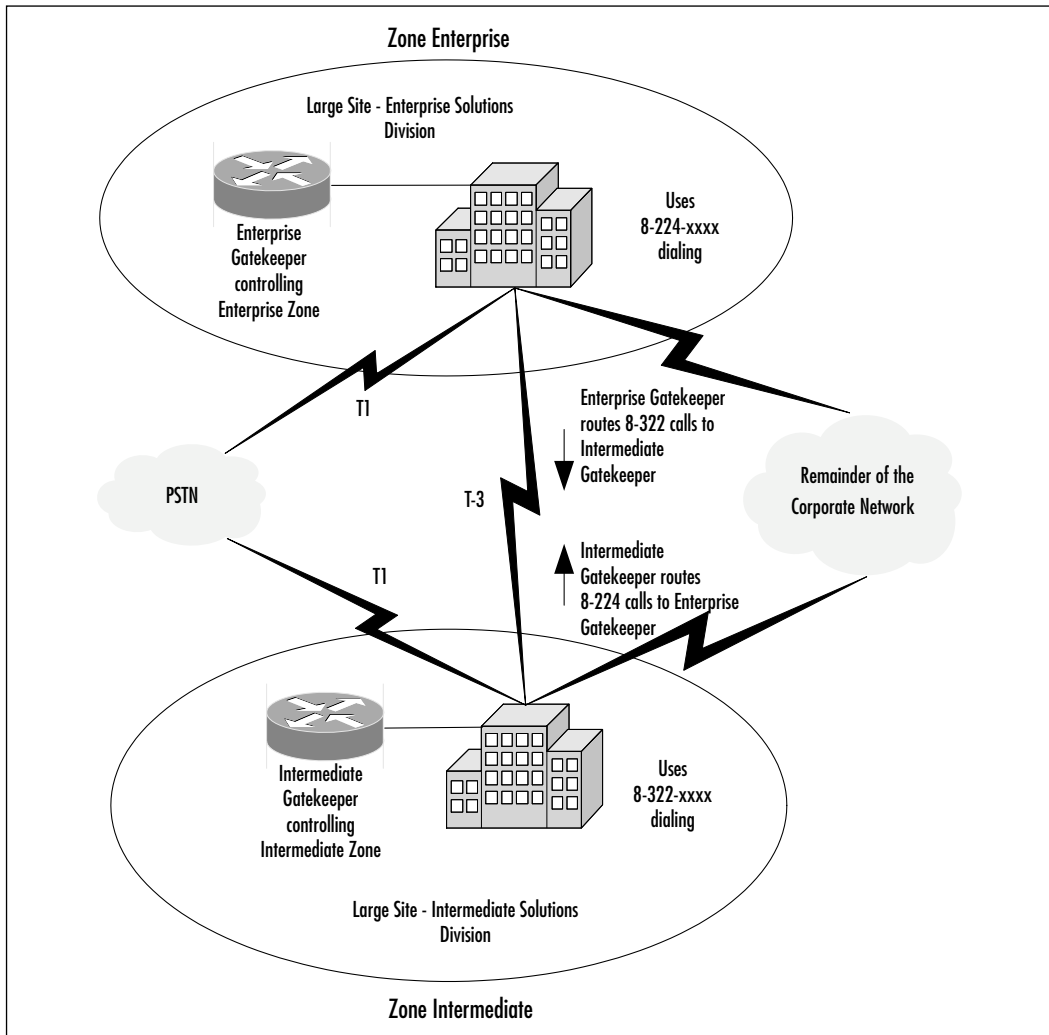 Zone Enterprise
Large Site - Enterprise Solutions
Division
Enterprise
Gatekeeper
controlling
Enterprise Zone
Uses
8-224-xxxx
dialing
T1
Enterprise Gatekeeper
routes 8-322 calls to
Intermediate
Gatekeeper
PSTN
T-3
Remainder of the
Corporate Network
T1
Intermediate
Gatekeeper routes
8-224 calls to Enterprise
Gatekeeper
Intermediate
Gatekeeper
controlling
Intermediate Zone
Uses
8-322-xxxx
dialing
Large Site - Intermediate Solutions
Division
Zone Intermediate